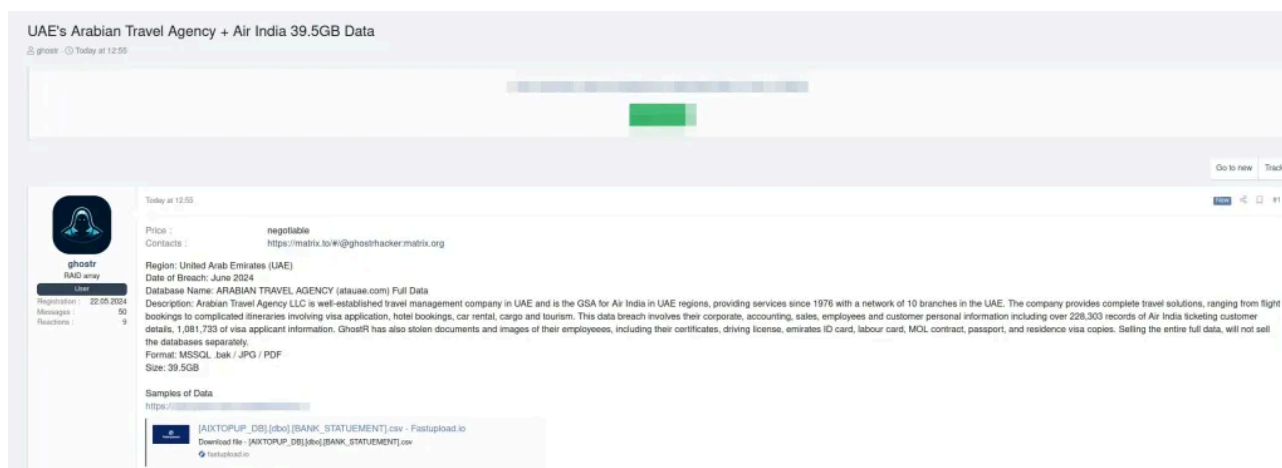 UAE's Arabian Travel Agency + Air India 39.5GB Data
ghostr · Today at 12:55
Go to new Track
Today at 12:55
New #1
Price : negotiable
Contacts : https://matrix.to/#/@ghostrhacker:matrix.org
ghostr
RAID array
User
Registration : 22.05.2024
Messages : 50
Reactions : 9
Region: United Arab Emirates (UAE)
Date of Breach: June 2024
Database Name: ARABIAN TRAVEL AGENCY (atauae.com) Full Data
Description: Arabian Travel Agency LLC is well-established travel management company in UAE and is the GSA for Air India in UAE regions, providing services since 1976 with a network of 10 branches in the UAE. The company provides complete travel solutions, ranging from flight
bookings to complicated itineraries involving visa application, hotel bookings, car rental, cargo and tourism. This data breach involves their corporate, accounting, sales, employees and customer personal information including over 228,303 records of Air India ticketing customer
details, 1,081,733 of visa applicant information. GhostR has also stolen documents and images of their employeees, including their certificates, driving license, emirates ID card, labour card, MOL contract, passport, and residence visa copies. Selling the entire full data, will not sell
the databases separately.
Format: MSSQL .bak / JPG / PDF
Size: 39.5GB
Samples of Data
https:/
[AIXTOPUP_DB].[dbo].[BANK_STATUEMENT].csv - Fastupload.io
Download file - [AIXTOPUP_DB].[dbo].[BANK_STATUEMENT].csv
fastupload.io